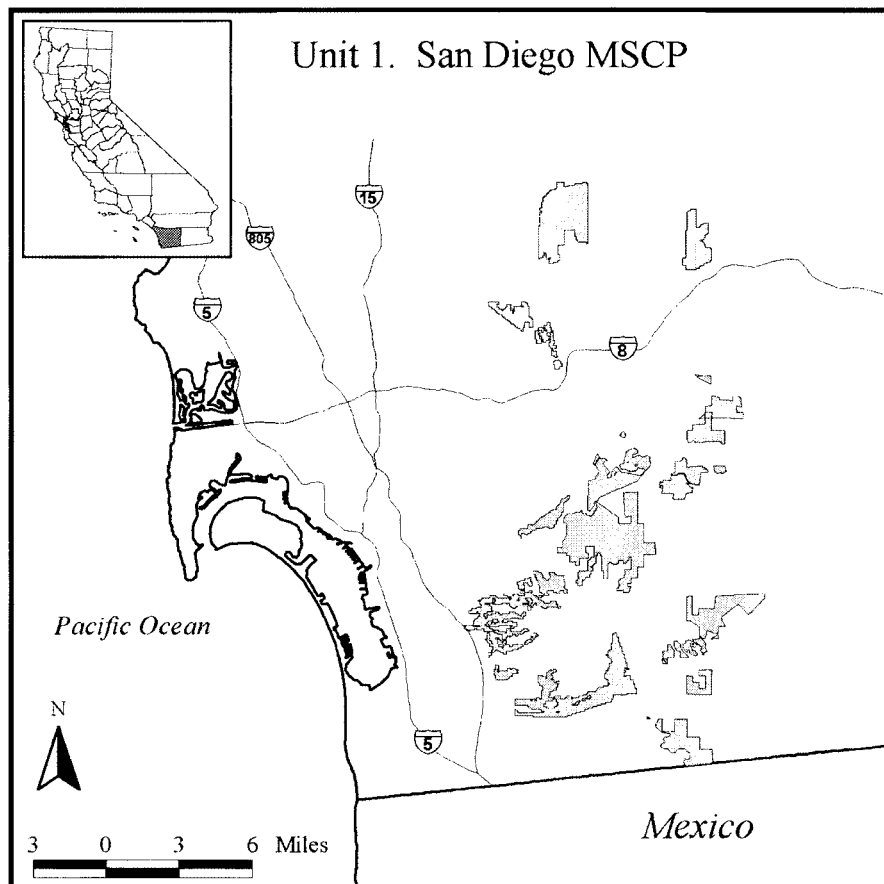 Unit 1. San Diego MSCP
15
805
5
8
Pacific Ocean
N
5
Mexico
3 0 3 6 Miles